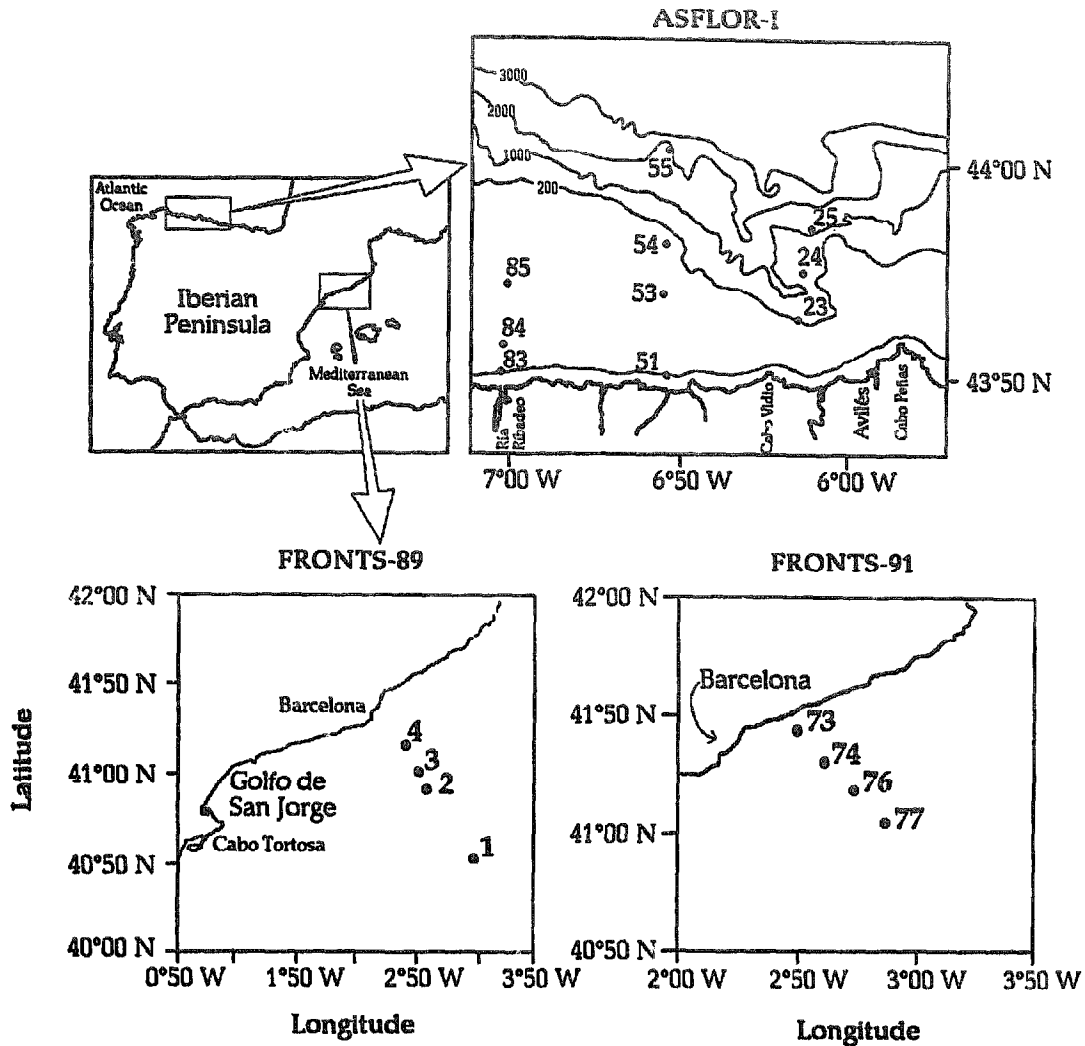 ASFLOR-I
3000
2000
1000
200
55
54
53
51
85
84
83
25
24
23
44°00 N
43°50 N
Ría
Ribadeo
Cabo Vidio
Avilés
Cabo Peñas
7°00 W
6°50 W
6°00 W
Atlantic
Ocean
Iberian
Peninsula
Mediterranean
Sea
FRONTS-89
42°00 N
41°50 N
41°00 N
40°50 N
40°00 N
Barcelona
4
3
2
1
Golfo de
San Jorge
Cabo Tortosa
0°50 W
1°50 W
2°50 W
3°50 W
Latitude
Longitude
FRONTS-91
42°00 N
41°50 N
41°00 N
40°50 N
Barcelona
73
74
76
77
2°00 W
2°50 W
3°00 W
3°50 W
Longitude